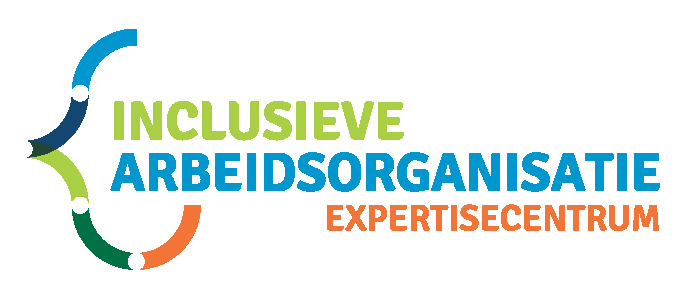 INCLUSIEVE
ARBEIDSORGANISATIE
EXPERTISECENTRUM